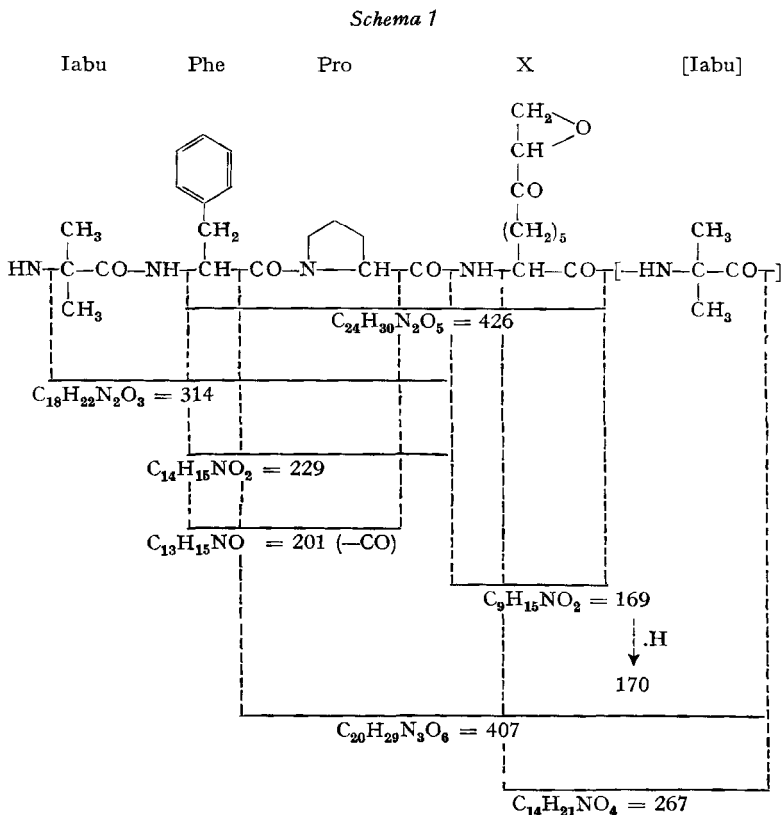 Schema 1
Iabu Phe Pro X [Iabu]
CH₂
O
CH
CO
CH₃ CH₂ (CH₂)₅ CH₃
HN—C—CO—NH—CH—CO—N—CH—CO—NH—CH—CO[—HN—C—CO—]
CH₃ CH₃
C₂₄H₃₀N₂O₅ = 426
C₁₈H₂₂N₂O₃ = 314
C₁₄H₁₅NO₂ = 229
C₁₃H₁₅NO = 201 (—CO)
C₉H₁₅NO₂ = 169
.H
170
C₂₀H₂₉N₃O₆ = 407
C₁₄H₂₁NO₄ = 267